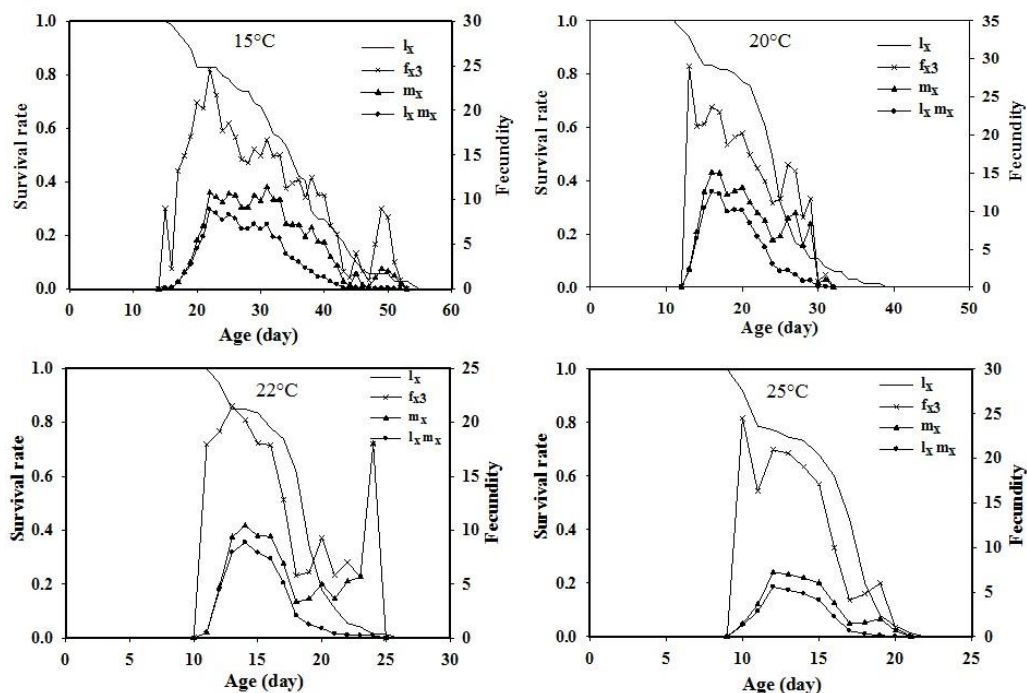 15°C
1.0 0.8 0.6 0.4 0.2 0.0
Survival rate
lx
fx3
mx
lx mx
30 25 20 15 10 5 0
Fecundity
0 10 20 30 40 50 60
Age (day)
20°C
1.0 0.8 0.6 0.4 0.2 0.0
Survival rate
lx
fx3
mx
lx mx
35 30 25 20 15 10 5 0
Fecundity
0 10 20 30 40 50
Age (day)
22°C
1.0 0.8 0.6 0.4 0.2 0.0
Survival rate
lx
fx3
mx
lx mx
25 20 15 10 5 0
Fecundity
0 5 10 15 20 25 30
Age (day)
25°C
1.0 0.8 0.6 0.4 0.2 0.0
Survival rate
lx
fx3
mx
lx mx
30 25 20 15 10 5 0
Fecundity
0 5 10 15 20 25
Age (day)